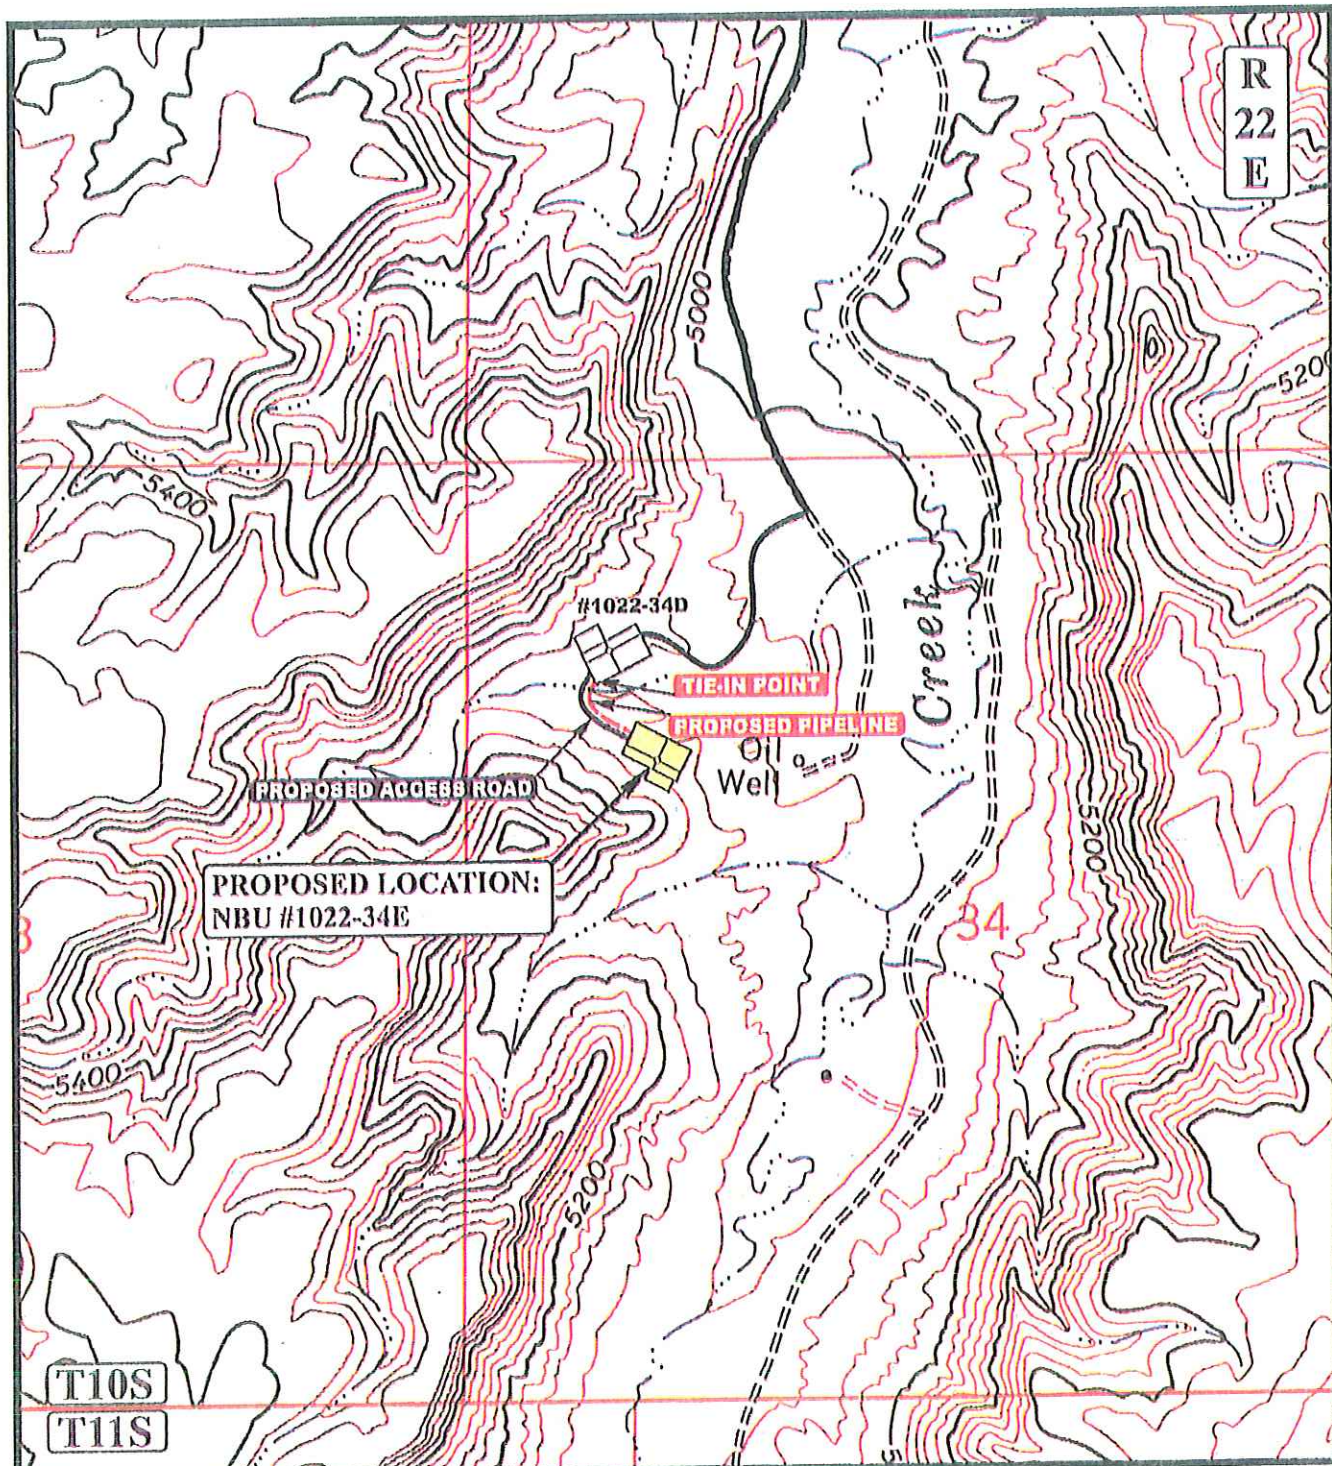 R
22
E
5000
5200
5400
#1022-34D
Creek
TIE-IN POINT
PROPOSED PIPELINE
Oil
Well
PROPOSED ACCESS ROAD
5200
PROPOSED LOCATION:
NBU #1022-34E
34
5400
5200
T10S
T11S